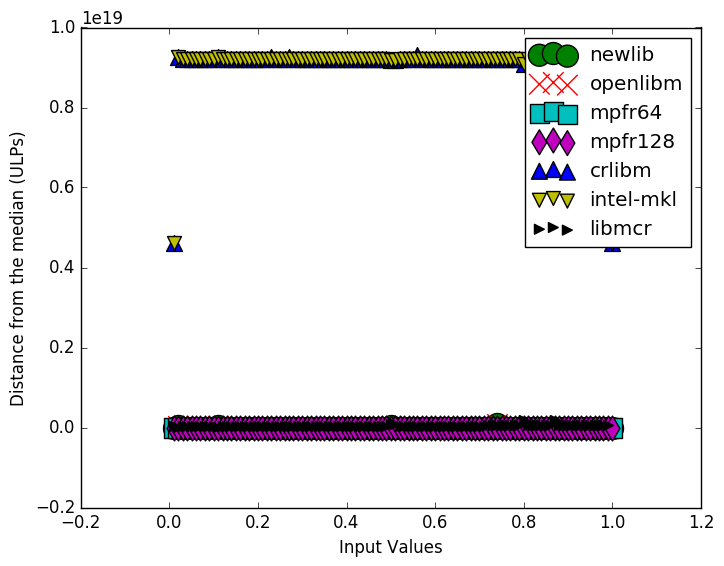 1e19
1.0
0.8
0.6
0.4
0.2
0.0
−0.2
Distance from the median (ULPs)
newlib
openlibm
mpfr64
mpfr128
crlibm
intel-mkl
libmcr
−0.2 0.0 0.2 0.4 0.6 0.8 1.0 1.2
Input Values